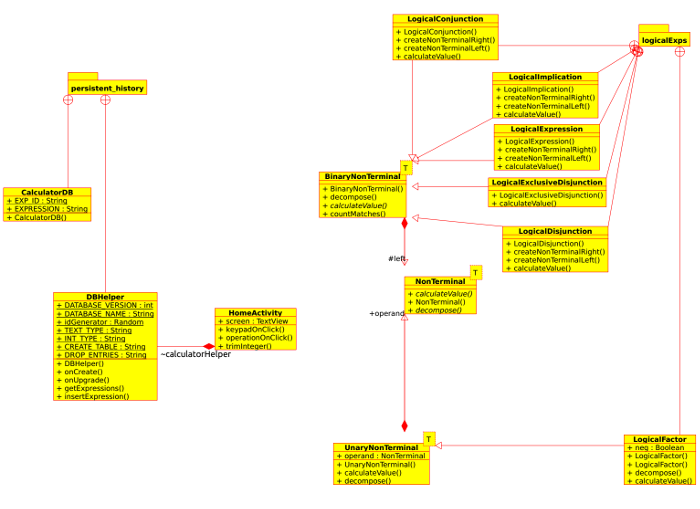 LogicalConjunction
+ LogicalConjunction()
+ createNonTerminalRight()
+ createNonTerminalLeft()
+ calculateValue()
logicalExps
LogicalImplication
+ LogicalImplication()
+ createNonTerminalRight()
+ createNonTerminalLeft()
+ calculateValue()
persistent_history
LogicalExpression
+ LogicalExpression()
+ createNonTerminalRight()
+ createNonTerminalLeft()
+ calculateValue()
T
BinaryNonTerminal
+ BinaryNonTerminal()
+ decompose()
+ calculateValue()
+ countMatches()
LogicalExclusiveDisjunction
+ LogicalExclusiveDisjunction()
+ calculateValue()
CalculatorDB
+ EXP_ID : String
+ EXPRESSION : String
+ CalculatorDB()
LogicalDisjunction
+ LogicalDisjunction()
+ createNonTerminalRight()
+ createNonTerminalLeft()
+ calculateValue()
#left
T
NonTerminal
+ calculateValue()
+ NonTerminal()
+ decompose()
+operand
DBHelper
+ DATABASE_VERSION : int
+ DATABASE_NAME : String
+ idGenerator : Random
+ TEXT_TYPE : String
+ INT_TYPE : String
+ CREATE_TABLE : String
+ DROP_ENTRIES : String
+ DBHelper()
+ onCreate()
+ onUpgrade()
+ getExpressions()
+ insertExpression()
~calculatorHelper
HomeActivity
+ screen : TextView
+ keypadOnClick()
+ operationOnClick()
+ trimInteger()
T
UnaryNonTerminal
+ operand : NonTerminal
+ UnaryNonTerminal()
+ calculateValue()
+ decompose()
LogicalFactor
+ neg : Boolean
+ LogicalFactor()
+ LogicalFactor()
+ decompose()
+ calculateValue()